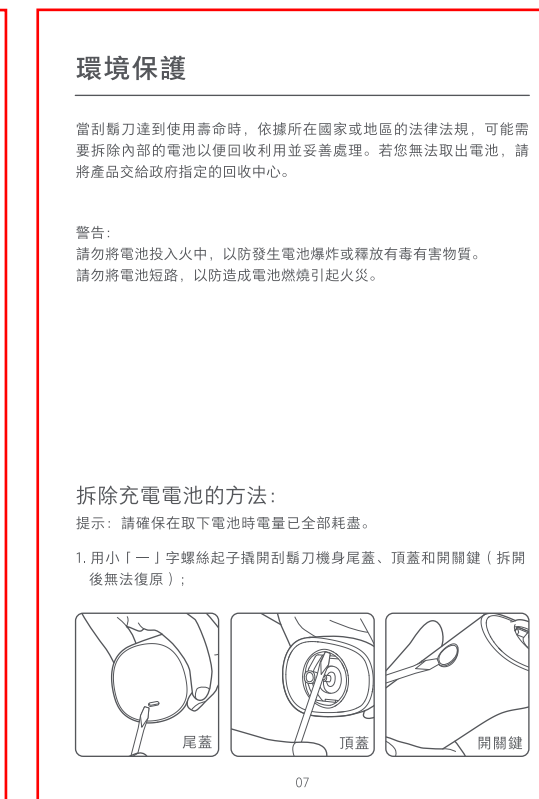 環境保護
當刮鬍刀達到使用壽命時，依據所在國家或地區的法律法規，可能需
要拆除內部的電池以便回收利用並妥善處理。若您無法取出電池，請
將產品交給政府指定的回收中心。
警告：
請勿將電池投入火中，以防發生電池爆炸或釋放有毒有害物質。
請勿將電池短路，以防造成電池燃燒引起火災。
拆除充電電池的方法：
提示：請確保在取下電池時電量已全部耗盡。
1. 用小「一」字螺絲起子撬開刮鬍刀機身尾蓋、頂蓋和開關鍵（拆開
後無法復原）；
尾蓋
頂蓋
開關鍵
07